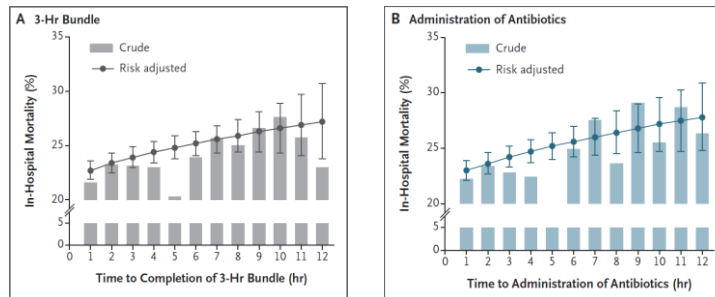 A 3-Hr Bundle
35
30
25
20
5
0
In-Hospital Mortality (%)
Crude
Risk adjusted
0 1 2 3 4 5 6 7 8 9 10 11 12
Time to Completion of 3-Hr Bundle (hr)
B Administration of Antibiotics
35
30
25
20
5
0
In-Hospital Mortality (%)
Crude
Risk adjusted
0 1 2 3 4 5 6 7 8 9 10 11 12
Time to Administration of Antibiotics (hr)